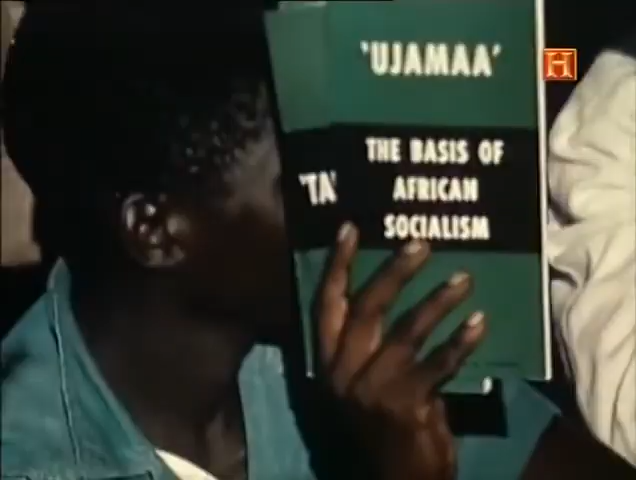 'UJAMAA'
THE BASIS OF
AFRICAN
SOCIALISM
'TA'
H